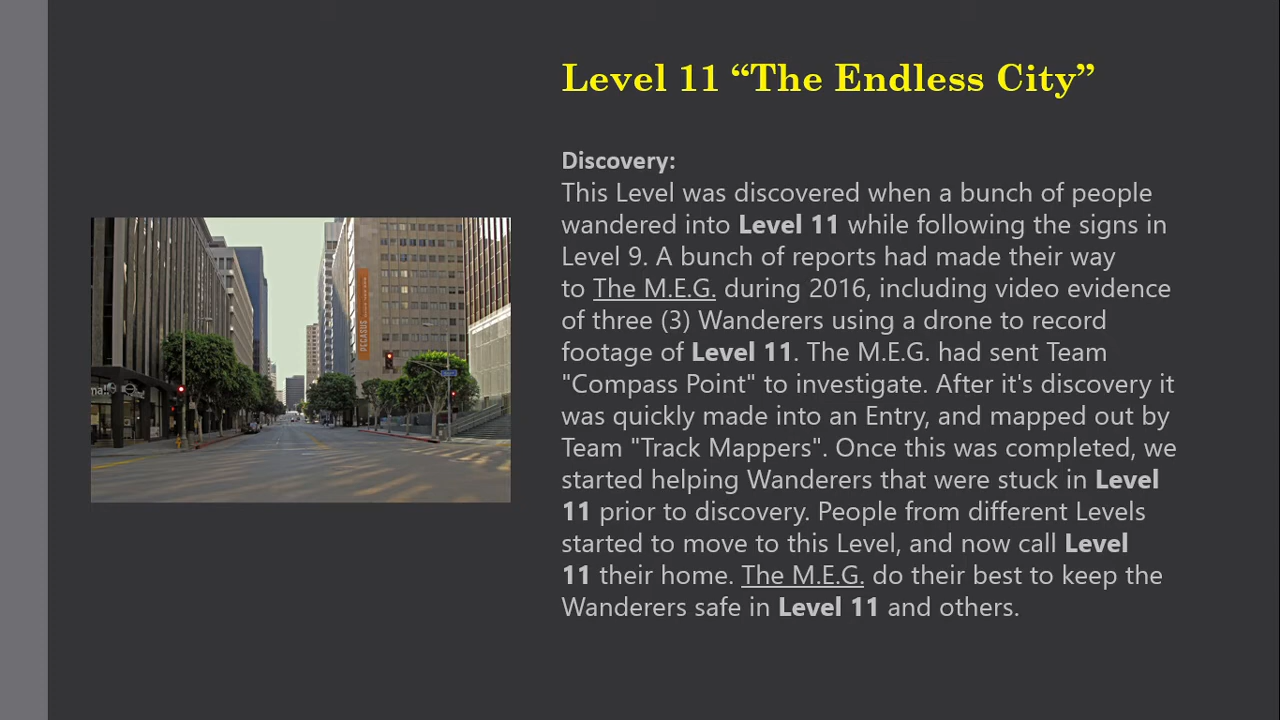 Level 11 “The Endless City”
Discovery:
This Level was discovered when a bunch of people
wandered into Level 11 while following the signs in
Level 9. A bunch of reports had made their way
to The M.E.G. during 2016, including video evidence
of three (3) Wanderers using a drone to record
footage of Level 11. The M.E.G. had sent Team
"Compass Point" to investigate. After it's discovery it
was quickly made into an Entry, and mapped out by
Team "Track Mappers". Once this was completed, we
started helping Wanderers that were stuck in Level
11 prior to discovery. People from different Levels
started to move to this Level, and now call Level
11 their home. The M.E.G. do their best to keep the
Wanderers safe in Level 11 and others.
PEGASUS